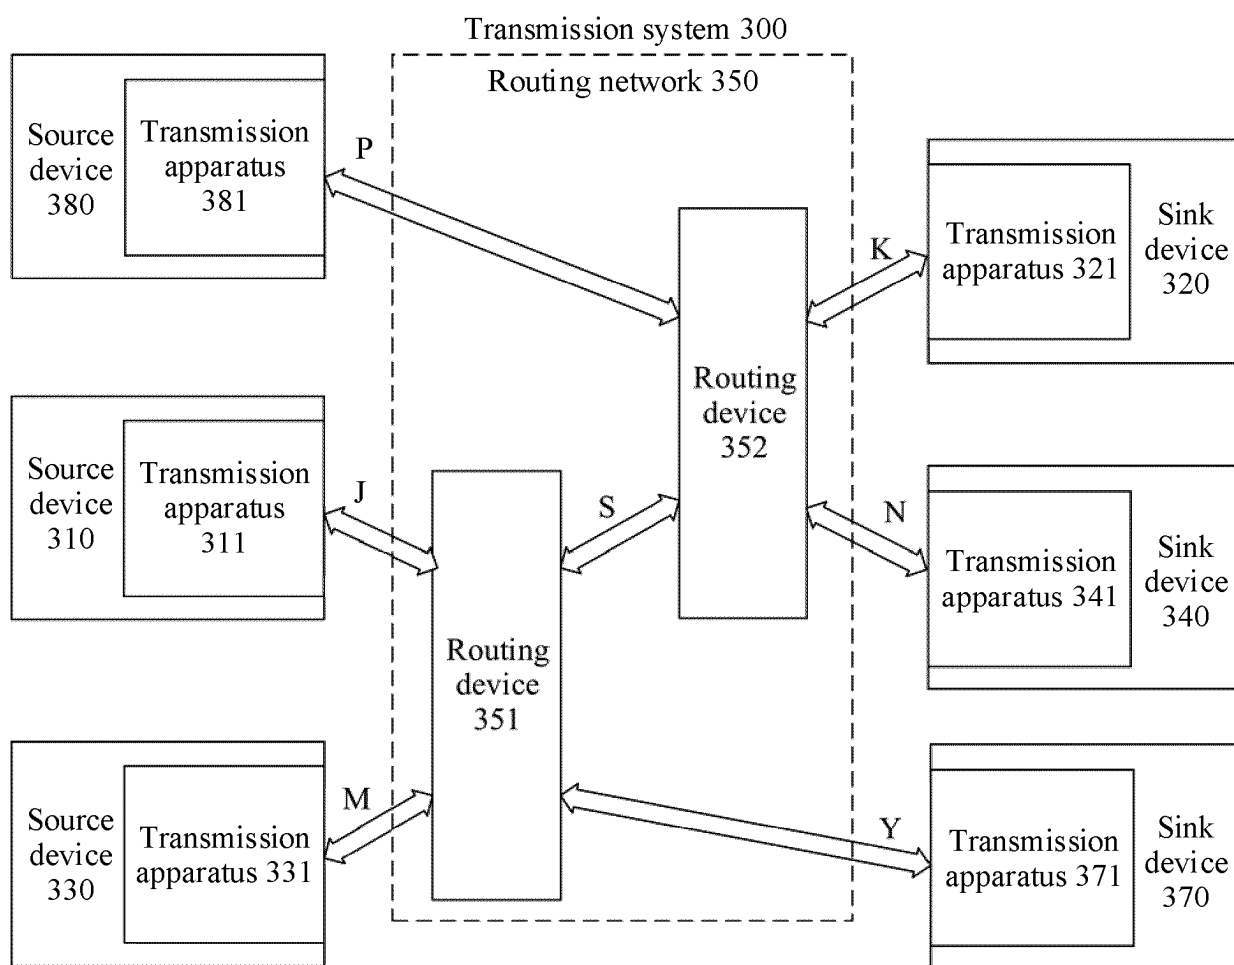 Transmission system 300
Routing network 350
Source
device
380
Transmission
apparatus
381
P
K
Transmission
apparatus 321
Sink
device
320
Routing
device
352
Source
device
310
Transmission
apparatus
311
J
S
N
Transmission
apparatus 341
Sink
device
340
Routing
device
351
Source
device
330
Transmission
apparatus 331
M
Y
Transmission
apparatus 371
Sink
device
370